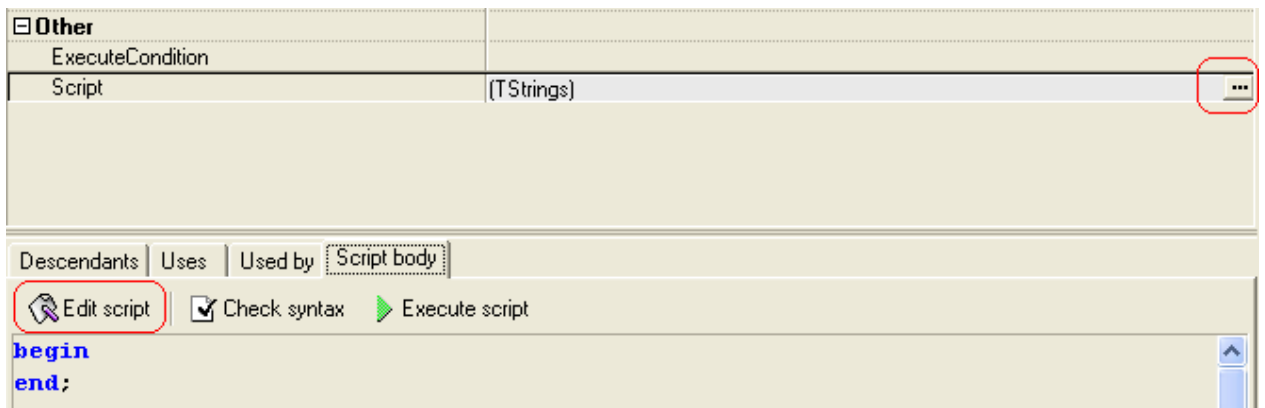 Other
ExecuteCondition
Script (TStrings) ...
Descendants Uses Used by Script body
Edit script Check syntax Execute script
begin
end;